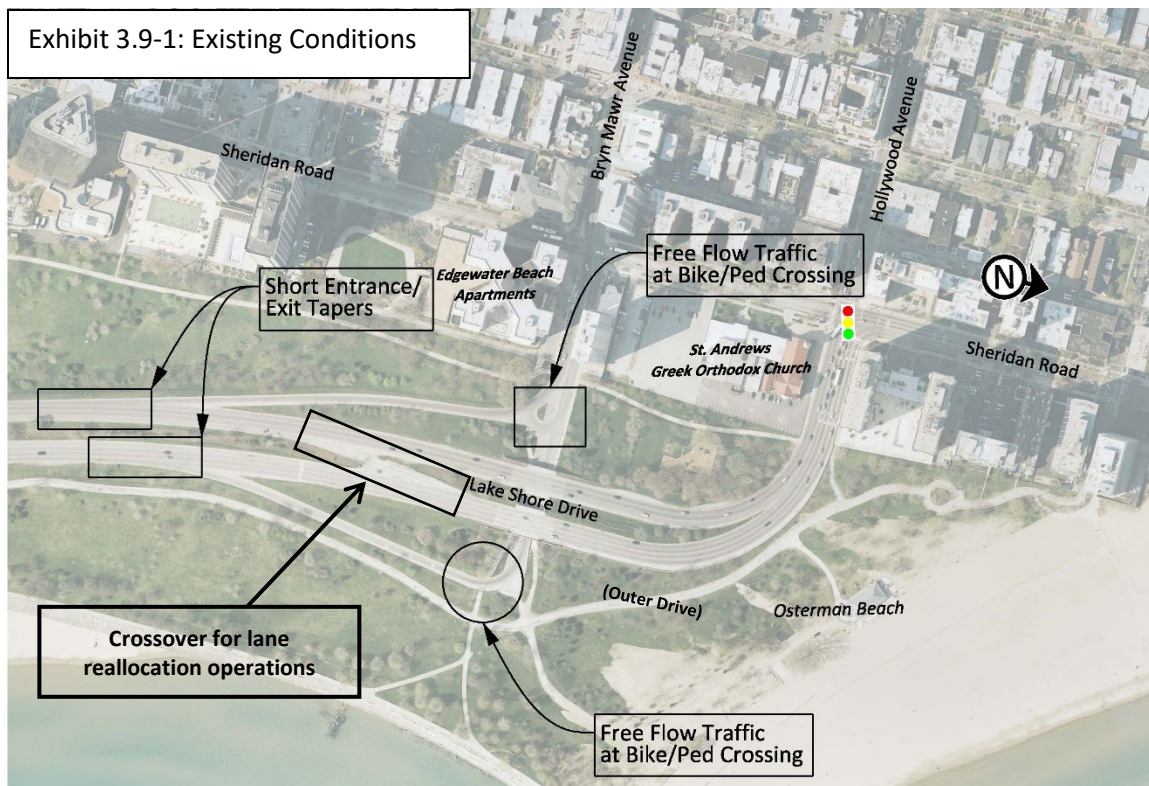 Exhibit 3.9-1: Existing Conditions
Bryn Mawr Avenue
Hollywood Avenue
Sheridan Road
Free Flow Traffic
at Bike/Ped Crossing
N
Short Entrance/
Exit Tapers
Edgewater Beach
Apartments
St. Andrews
Greek Orthodox Church
Sheridan Road
Lake Shore Drive
(Outer Drive)
Osterman Beach
Crossover for lane
reallocation operations
Free Flow Traffic
at Bike/Ped Crossing